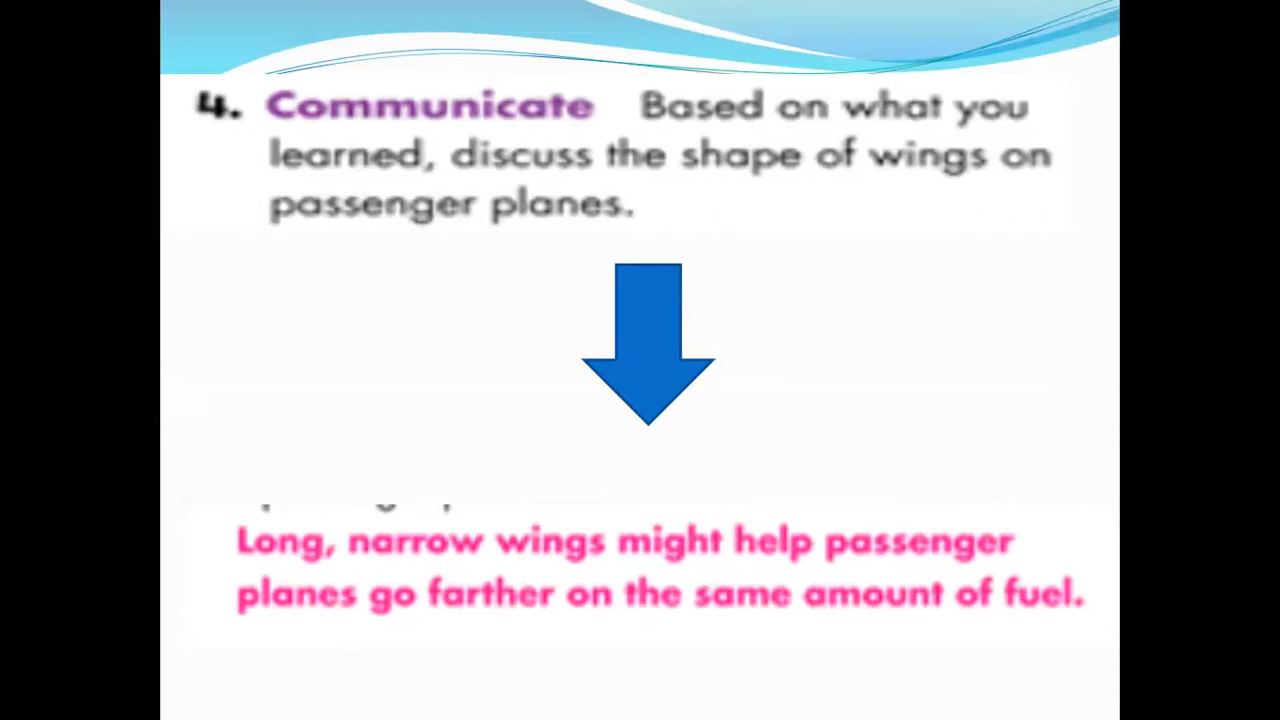 4. Communicate Based on what you
learned, discuss the shape of wings on
passenger planes.
Long, narrow wings might help passenger
planes go farther on the same amount of fuel.